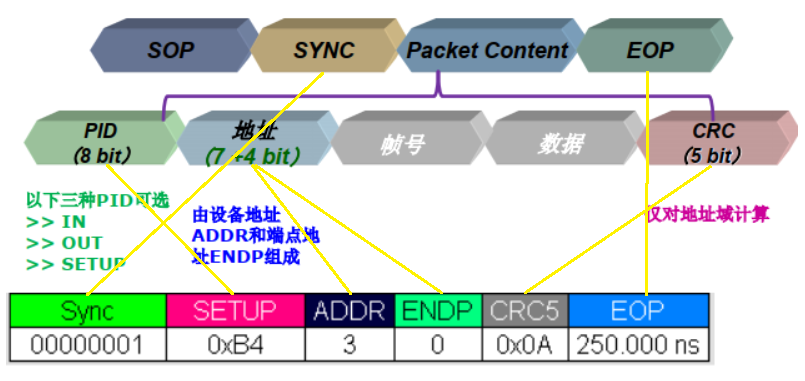 SOP SYNC Packet Content EOP
PID
(8 bit)
地址
(7 +4 bit)
帧号
数据
CRC
(5 bit)
以下三种PID可选
>> IN
>> OUT
>> SETUP
由设备地址
ADDR和端点地
址ENDP组成
仅对地址域计算
Sync SETUP ADDR ENDP CRC5 EOP
00000001 0xB4 3 0 0x0A 250.000 ns